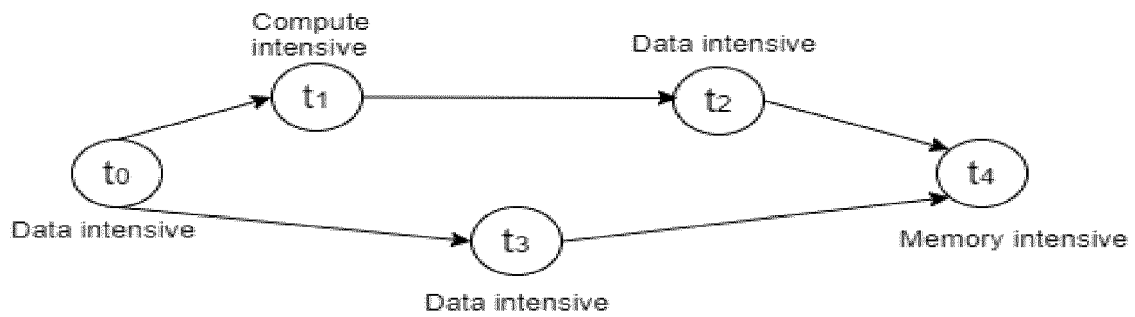 Compute
intensive
Data intensive
t1
t2
t0
t4
Data intensive
t3
Memory intensive
Data intensive